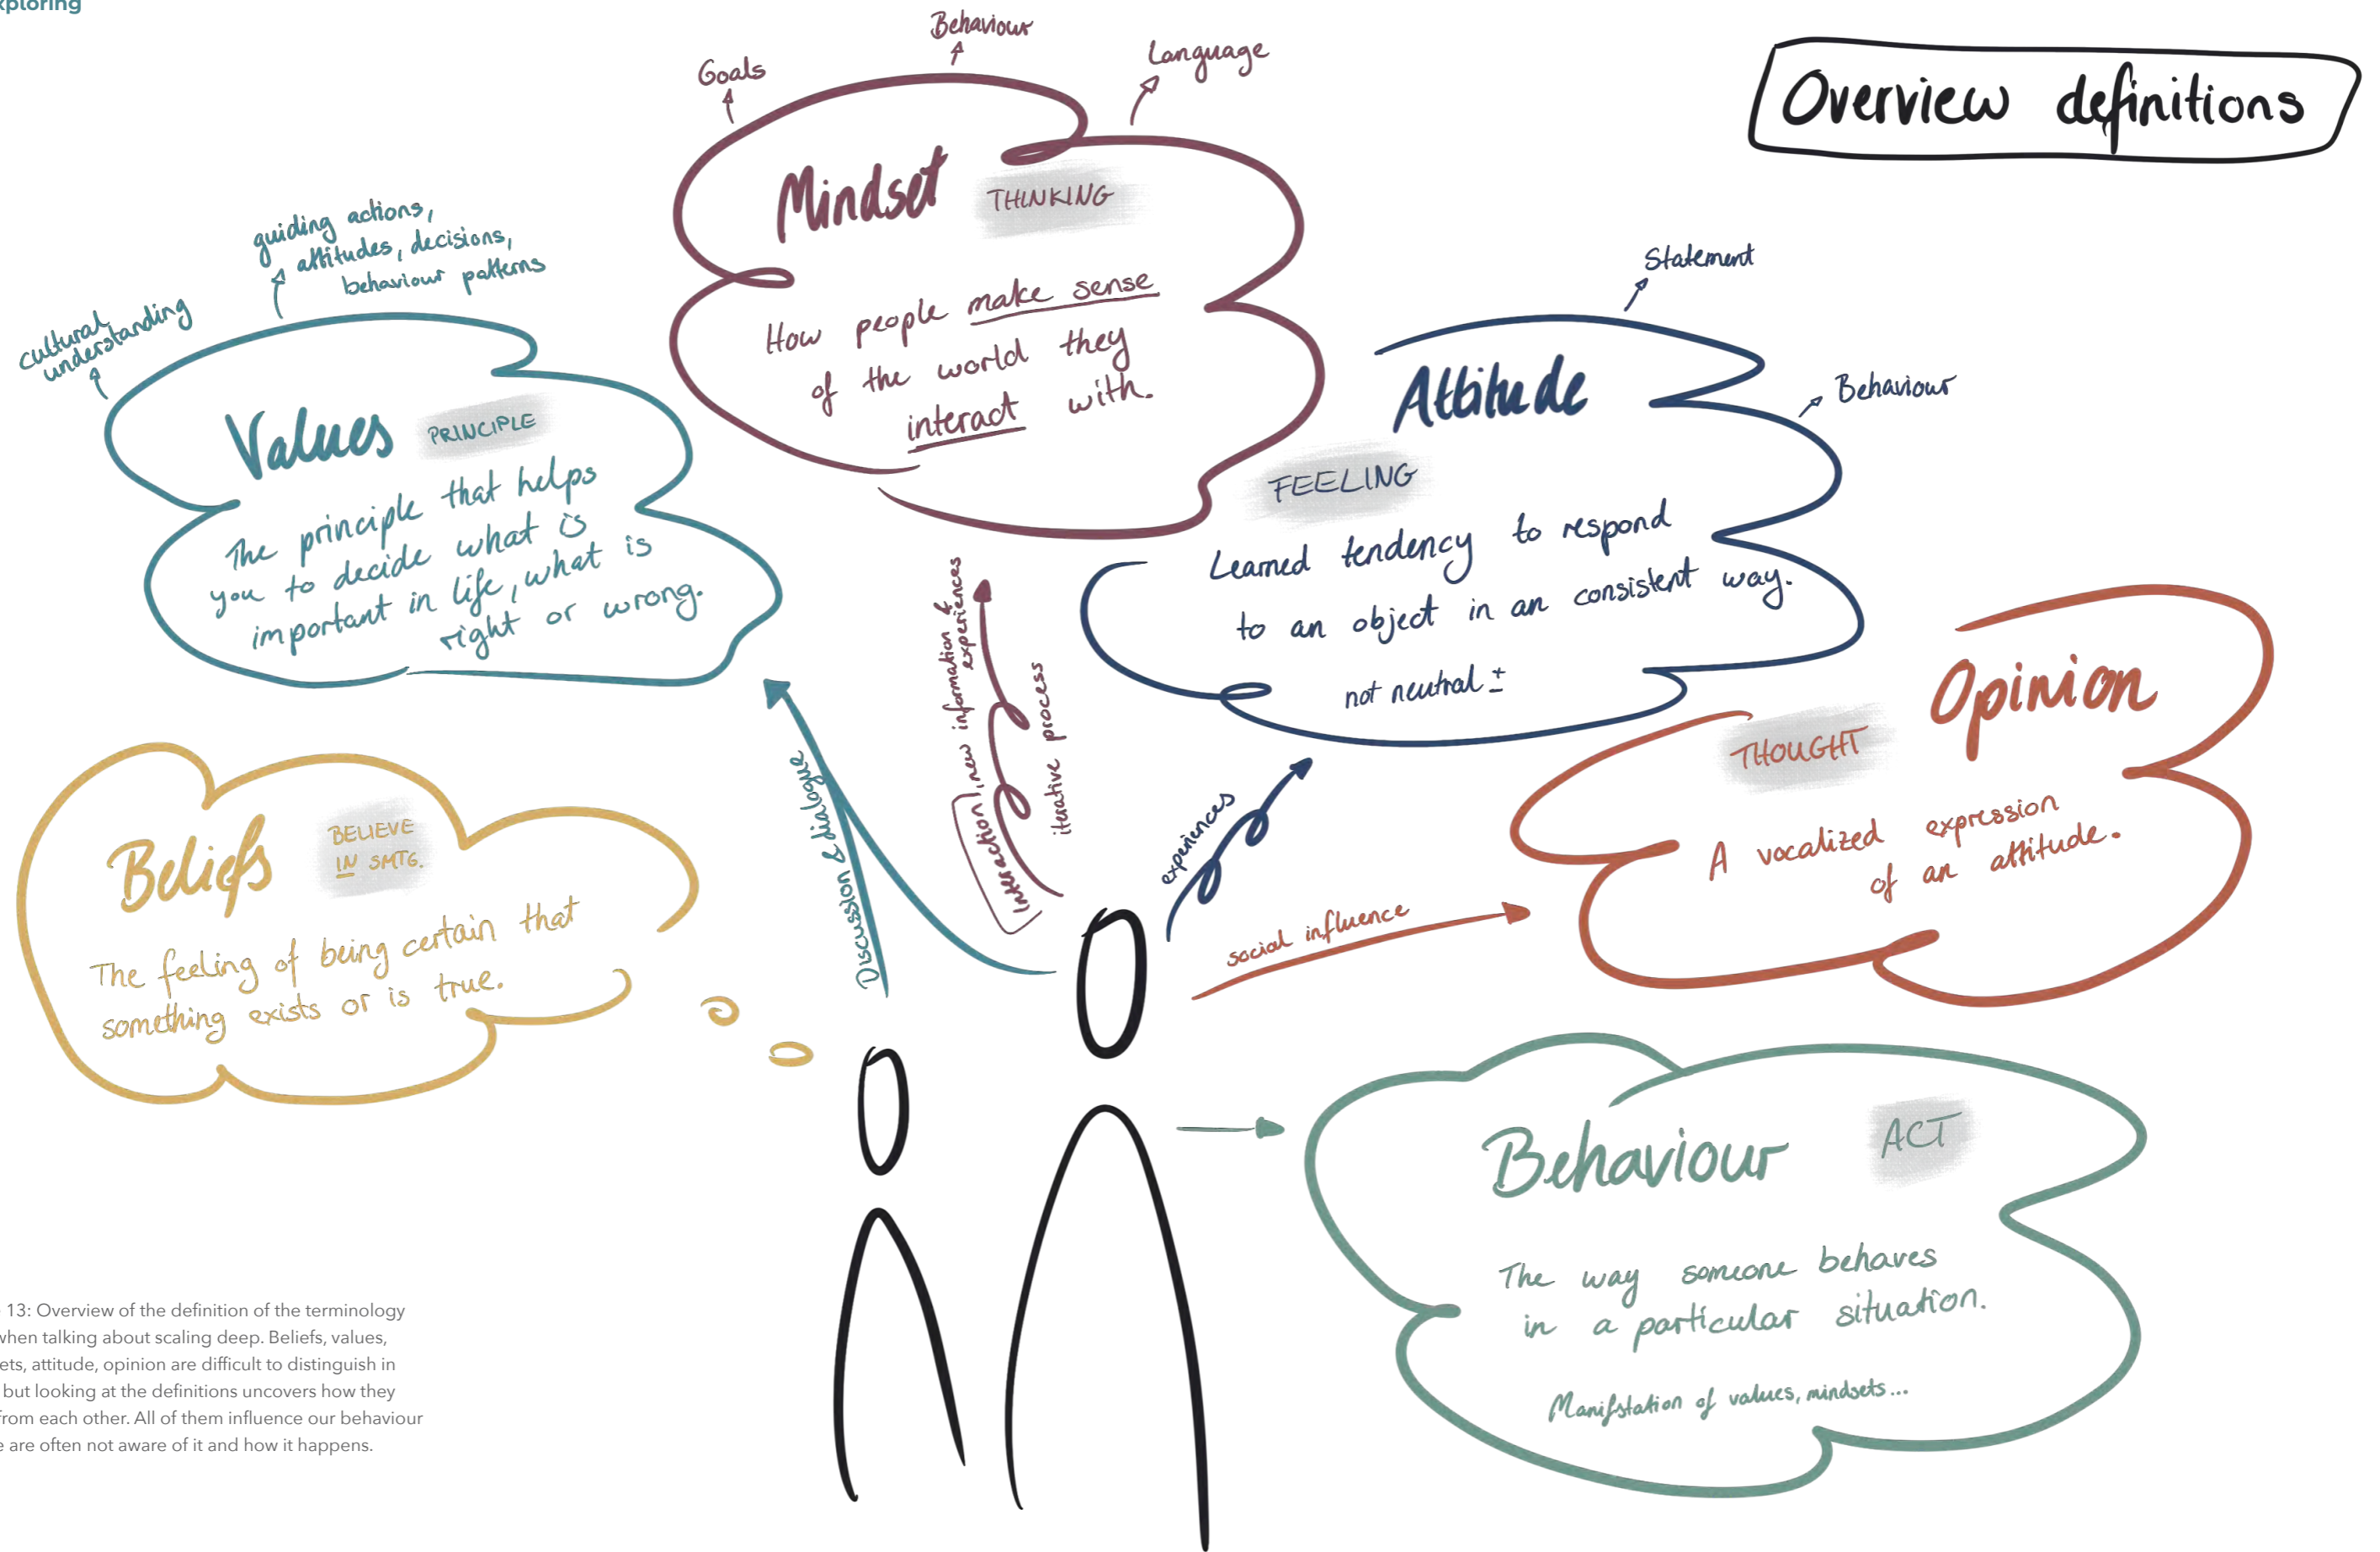 xploring
Overview definitions
Goals
Behaviour
Language
Mindset
THINKING
How people make sense
of the world they
interact with.
cultural
understanding
guiding actions,
attitudes, decisions,
behaviour patterns
Values
PRINCIPLE
The principle that helps
you to decide what is
important in life, what is
right or wrong.
Statement
Behaviour
Attitude
FEELING
Learned tendency to respond
to an object in an consistent way.
not neutral ±
Opinion
THOUGHT
A vocalized expression
of an attitude.
Beliefs
BELIEVE
IN SMTG.
The feeling of being certain that
something exists or is true.
Discussion & dialogue
interaction, new information &
experiences
iterative process
experiences
social influence
Behaviour
ACT
The way someone behaves
in a particular situation.
Manifstation of values, mindsets...
13: Overview of the definition of the terminology
when talking about scaling deep. Beliefs, values,
ets, attitude, opinion are difficult to distinguish in
but looking at the definitions uncovers how they
from each other. All of them influence our behaviour
e are often not aware of it and how it happens.